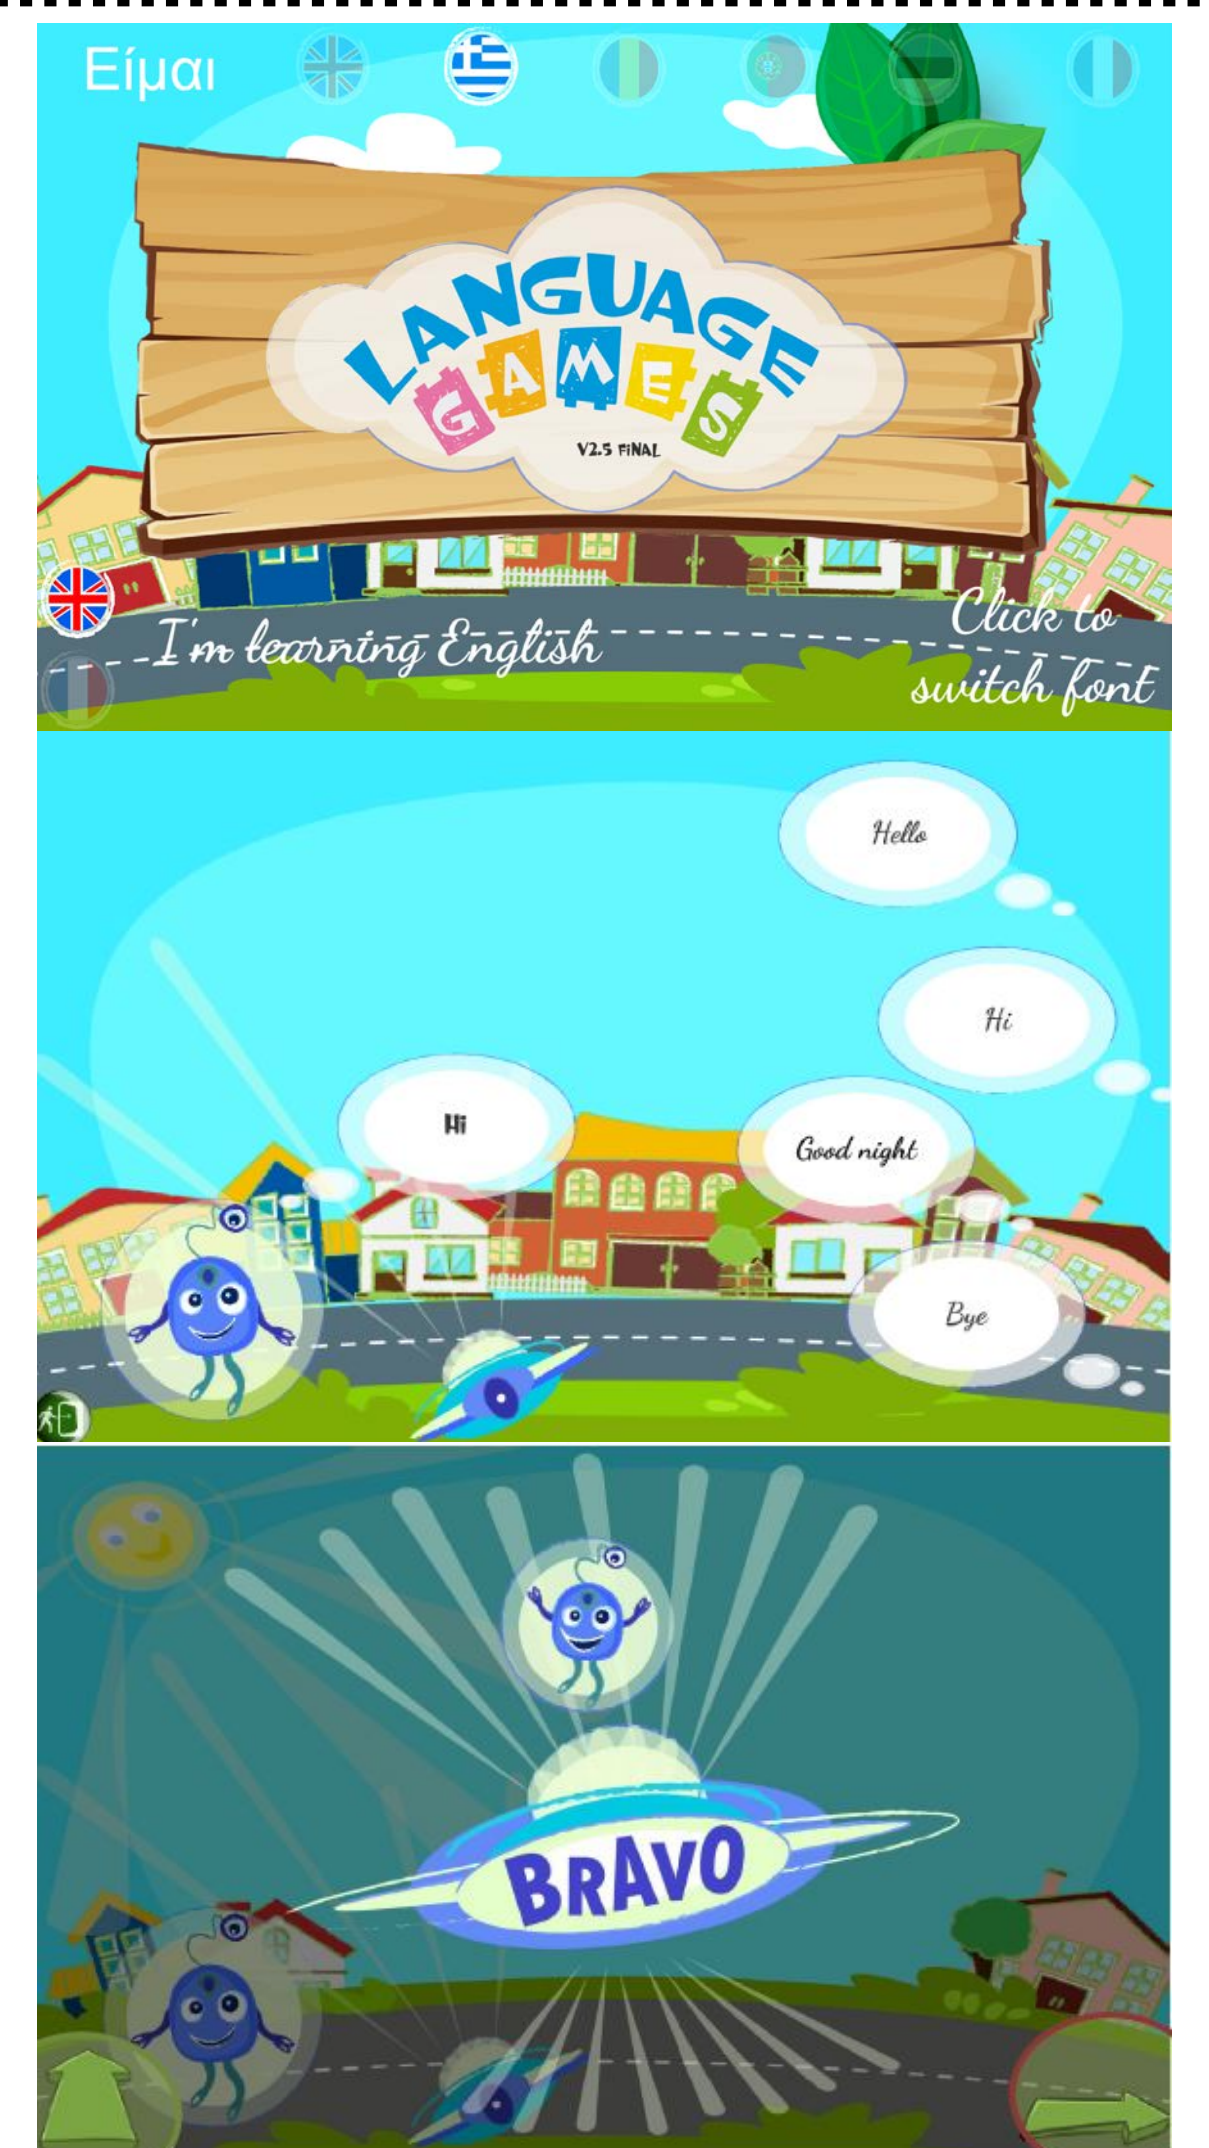 Είμαι
LANGUAGE
GAMES
V2.5 FiNAL
I'm learning English
Click to
switch font
Hello
Hi
Hi
Good night
Bye
BRAVO